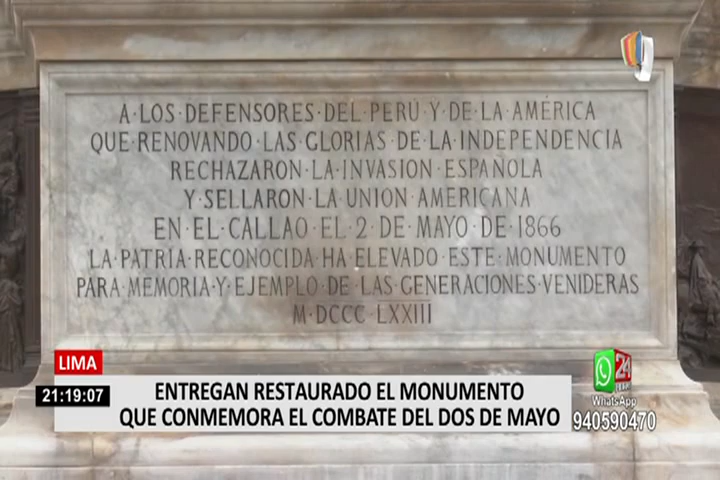 A·LOS·DEFENSORES·DEL·PERÚ·Y·DE·LA·AMÉRICA
QUE·RENOVANDO·LAS·GLORIAS·DE·LA·INDEPENDENCIA
RECHAZARON·LA·INVASION·ESPAÑOLA
Y·SELLARON·LA·UNION·AMERICANA
EN·EL·CALLAO·EL·2·DE·MAYO·DE·1866
LA·PATRÍA·RECONOCIDA·HA·ELEVADO·ESTE·MONUMENTO
PARA·MEMORIA·Y·EJEMPLO·DE·LAS·GENERACIONES·VENIDERAS
M·DCCC·LXXIII
LIMA
21:19:07
ENTREGAN RESTAURADO EL MONUMENTO
QUE CONMEMORA EL COMBATE DEL DOS DE MAYO
24
WhatsApp
940590470